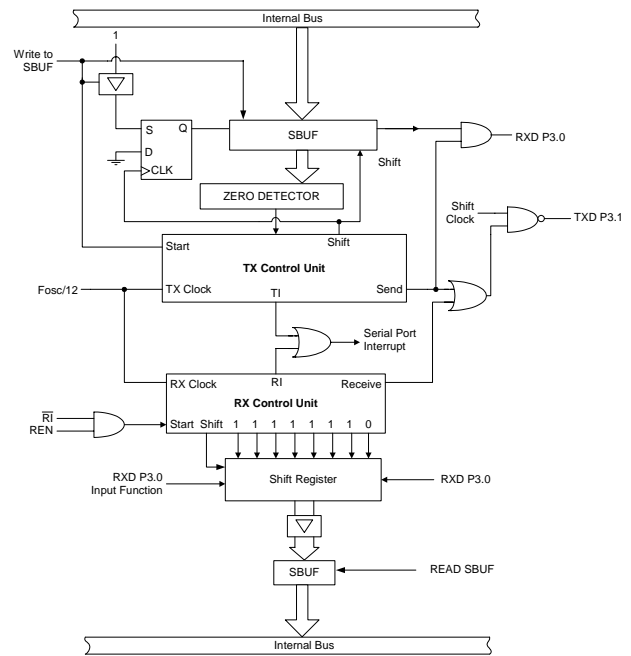 Internal Bus
1
Write to
SBUF
S
Q
D
CLK
SBUF
Shift
RXD P3.0
ZERO DETECTOR
Shift
Clock
TXD P3.1
Start
Shift
TX Control Unit
Fosc/12
TX Clock
Send
TI
Serial Port
Interrupt
RX Clock
RI
Receive
RX Control Unit
RI
REN
Start Shift 1 1 1 1 1 1 1 0
RXD P3.0
Input Function
Shift Register
RXD P3.0
SBUF
READ SBUF
Internal Bus